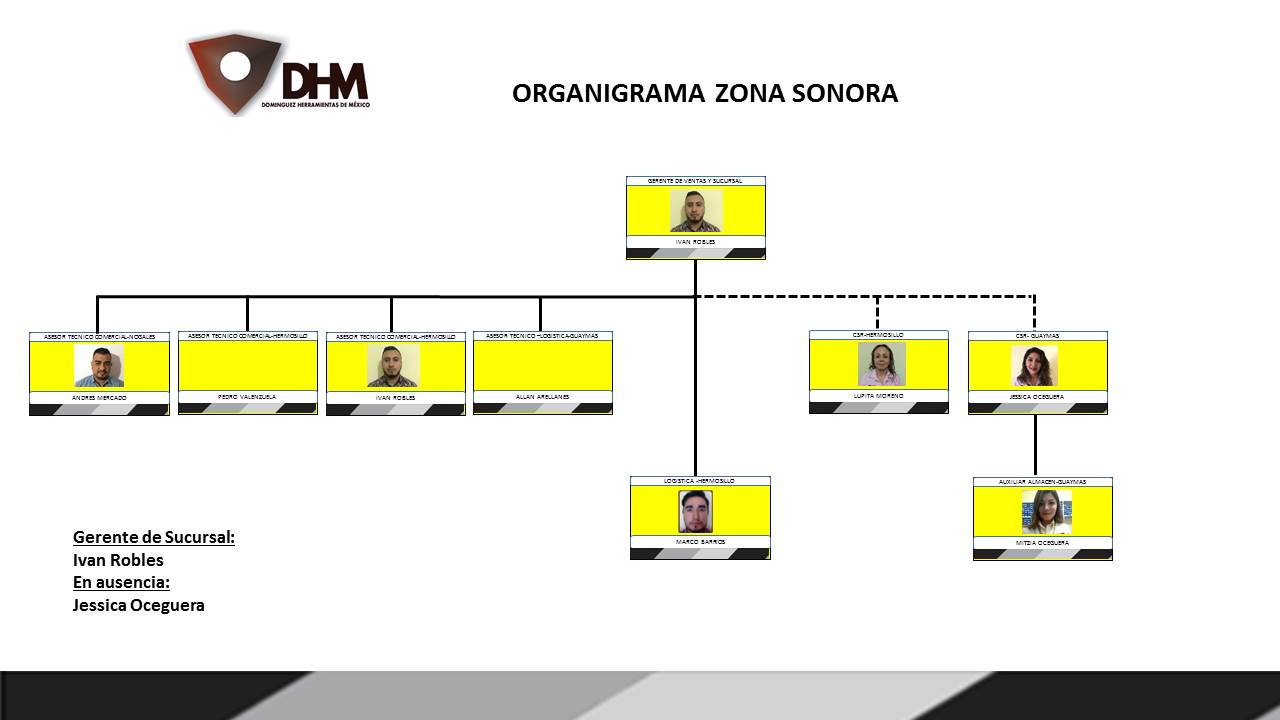 DHM
DOMINGUEZ HERRAMIENTAS DE MÉXICO
ORGANIGRAMA ZONA SONORA
GERENTE DE VENTAS Y SUCURSAL
IVAN ROBLES
ASESOR TECNICO COMERCIAL-NOGALES
ANDRES MERCADO
ASESOR TECNICO COMERCIAL-HERMOSILLO
PEDRO VALENZUELA
ASESOR TECNICO COMERCIAL-HERMOSILLO
IVAN ROBLES
ASESOR TECNICO –LOGISTICA-GUAYMAS
ALLAN ARELLANES
CSR-HERMOSILLO
LUPITA MORENO
CSR- GUAYMAS
JESSICA OCEGUERA
LOGISTICA -HERMOSILLO
MARCO BARRIOS
AUXILIAR ALMACEN-GUAYMAS
MITZIA OCEGUERA
Gerente de Sucursal:
Ivan Robles
En ausencia:
Jessica Oceguera